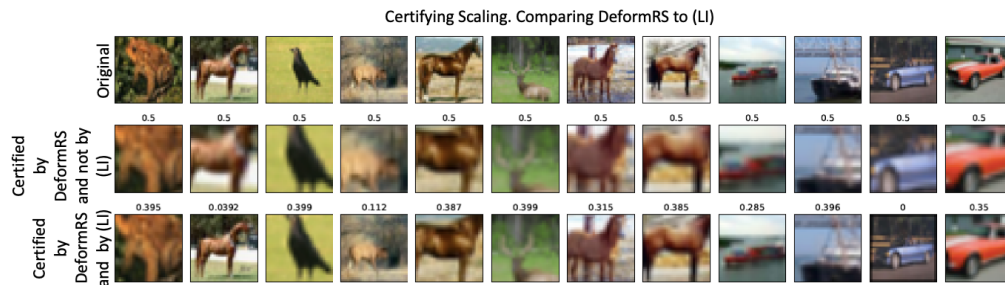 Certifying Scaling. Comparing DeformRS to (LI)
Original
0.5 0.5 0.5 0.5 0.5 0.5 0.5 0.5 0.5 0.5 0.5 0.5
Certified
by
DeformRS
and not by
(LI)
0.395 0.0392 0.399 0.112 0.387 0.399 0.315 0.385 0.285 0.396 0 0.35
Certified
by
DeformRS
and by (LI)